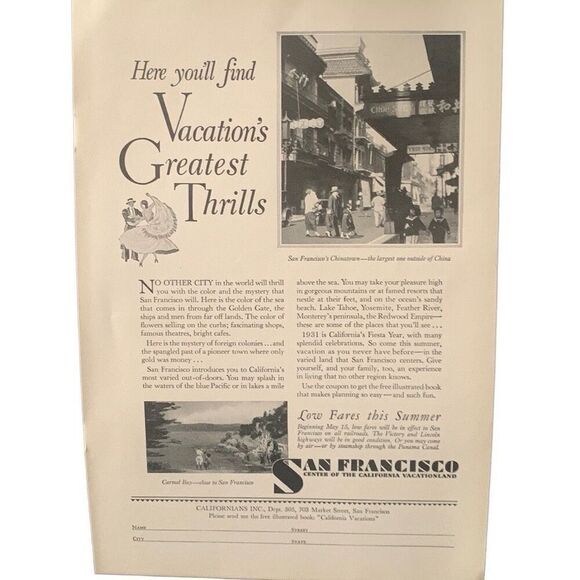 Here you'll find
Vacation's
Greatest
Thrills
CHOP SUEY
San Francisco's Chinatown—the largest one outside of China
NO OTHER CITY in the world will thrill
you with the color and the mystery that
San Francisco will. Here is the color of the sea
that comes in through the Golden Gate, the
ships and men from far off lands. The color of
flowers selling on the curbs; fascinating shops,
famous theatres, bright cafes.
Here is the mystery of foreign colonies ... and
the spangled past of a pioneer town where only
gold was money ...
San Francisco introduces you to California's
most varied out-of-doors. You may splash in
the waters of the blue Pacific or in lakes a mile
above the sea. You may take your pleasure high
in gorgeous mountains or at famed resorts that
nestle at their feet, and on the ocean's sandy
beach. Lake Tahoe, Yosemite, Feather River,
Monterey's peninsula, the Redwood Empire—
these are some of the places that you'll see ...
1931 is California's Fiesta Year, with many
splendid celebrations. So come this summer,
vacation as you never have before—in the
varied land that San Francisco centers. Give
yourself, and your family, too, an experience
in living that no other region knows.
Use the coupon to get the free illustrated book
that makes planning so easy — and such fun.
Low Fares this Summer
Beginning May 15, low fares will be in effect to San
Francisco on all railroads. The Victory and Lincoln
highways will be in good condition. Or you may come
by air—or by steamship through the Panama Canal.
Carmel Bay—close to San Francisco
SAN FRANCISCO
CENTER OF THE CALIFORNIA VACATIONLAND
CALIFORNIANS INC., Dept. 805, 703 Market Street, San Francisco
Please send me the free illustrated book: "California Vacations"
NAME STREET
CITY STATE